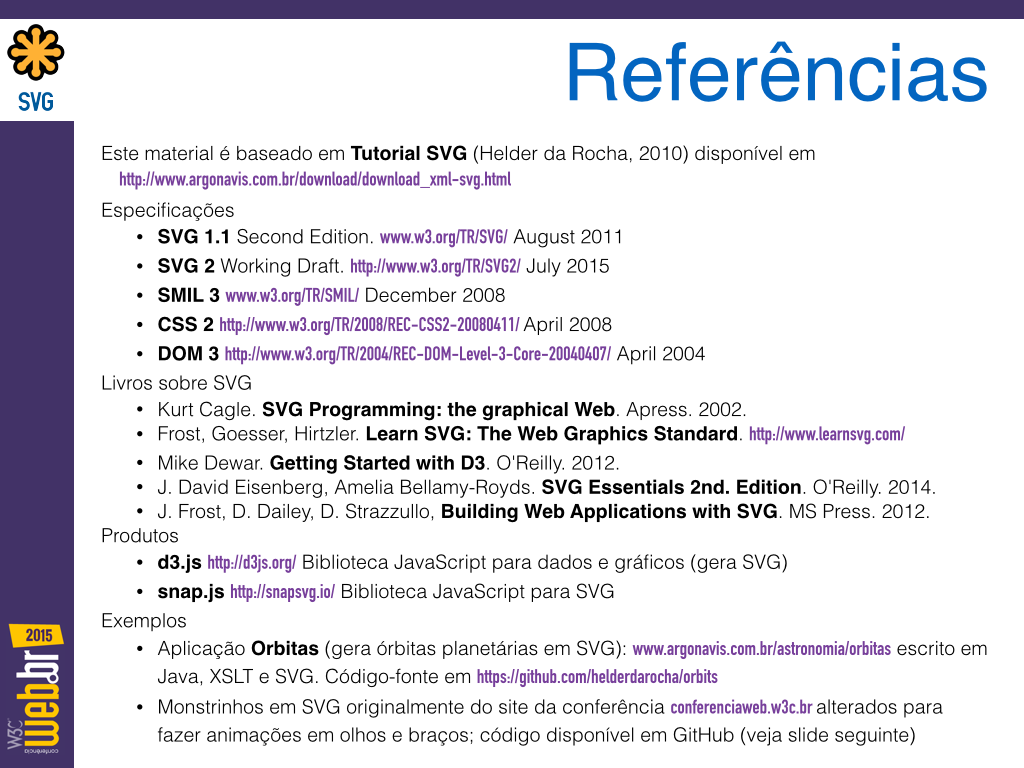 SVG
Referências
Este material é baseado em Tutorial SVG (Helder da Rocha, 2010) disponível em
http://www.argonavis.com.br/download/download_xml-svg.html
Especificações
• SVG 1.1 Second Edition. www.w3.org/TR/SVG/ August 2011
• SVG 2 Working Draft. http://www.w3.org/TR/SVG2/ July 2015
• SMIL 3 www.w3.org/TR/SMIL/ December 2008
• CSS 2 http://www.w3.org/TR/2008/REC-CSS2-20080411/ April 2008
• DOM 3 http://www.w3.org/TR/2004/REC-DOM-Level-3-Core-20040407/ April 2004
Livros sobre SVG
• Kurt Cagle. SVG Programming: the graphical Web. Apress. 2002.
• Frost, Goesser, Hirtzler. Learn SVG: The Web Graphics Standard. http://www.learnsvg.com/
• Mike Dewar. Getting Started with D3. O'Reilly. 2012.
• J. David Eisenberg, Amelia Bellamy-Royds. SVG Essentials 2nd. Edition. O'Reilly. 2014.
• J. Frost, D. Dailey, D. Strazzullo, Building Web Applications with SVG. MS Press. 2012.
Produtos
• d3.js http://d3js.org/ Biblioteca JavaScript para dados e gráficos (gera SVG)
• snap.js http://snapsvg.io/ Biblioteca JavaScript para SVG
Exemplos
• Aplicação Orbitas (gera órbitas planetárias em SVG): www.argonavis.com.br/astronomia/orbitas escrito em
Java, XSLT e SVG. Código-fonte em https://github.com/helderdarocha/orbits
• Monstrinhos em SVG originalmente do site da conferência conferenciaweb.w3c.br alterados para
fazer animações em olhos e braços; código disponível em GitHub (veja slide seguinte)
2015
W3C
web.br
conferência